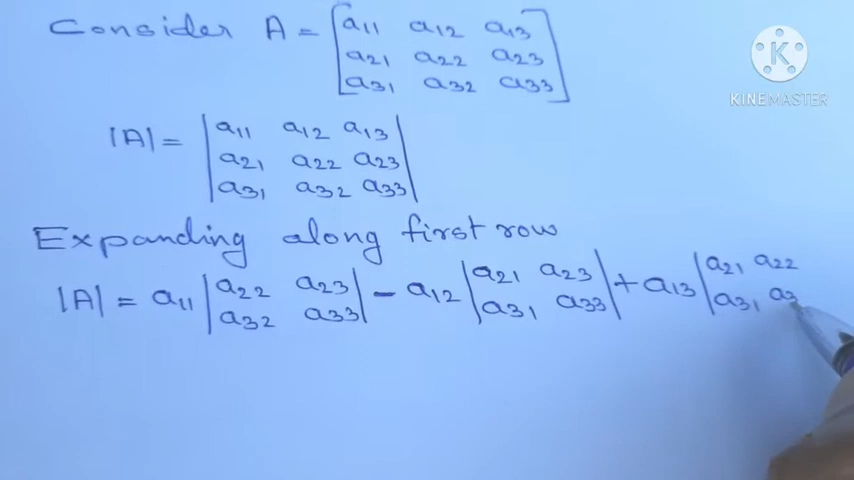 Consider A = [a11 a12 a13
a21 a22 a23
a31 a32 a33]
KINEMASTER
|A| = |a11 a12 a13
a21 a22 a23
a31 a32 a33|
Expanding along first row
|A| = a11 |a22 a23 - a12 |a21 a23 + a13 |a21 a22
a32 a33| a31 a33| a31 a3